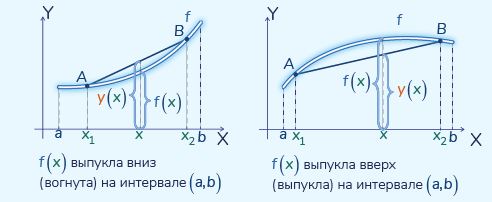 Y
f
B
A
y(x)
f(x)
a
x₁
x
x₂
b
X
f(x) выпукла вниз
(вогнута) на интервале (a,b)
Y
f
A
B
f(x)
y(x)
a
x₁
x
x₂
b
X
f(x) выпукла вверх
(выпукла) на интервале (a,b)